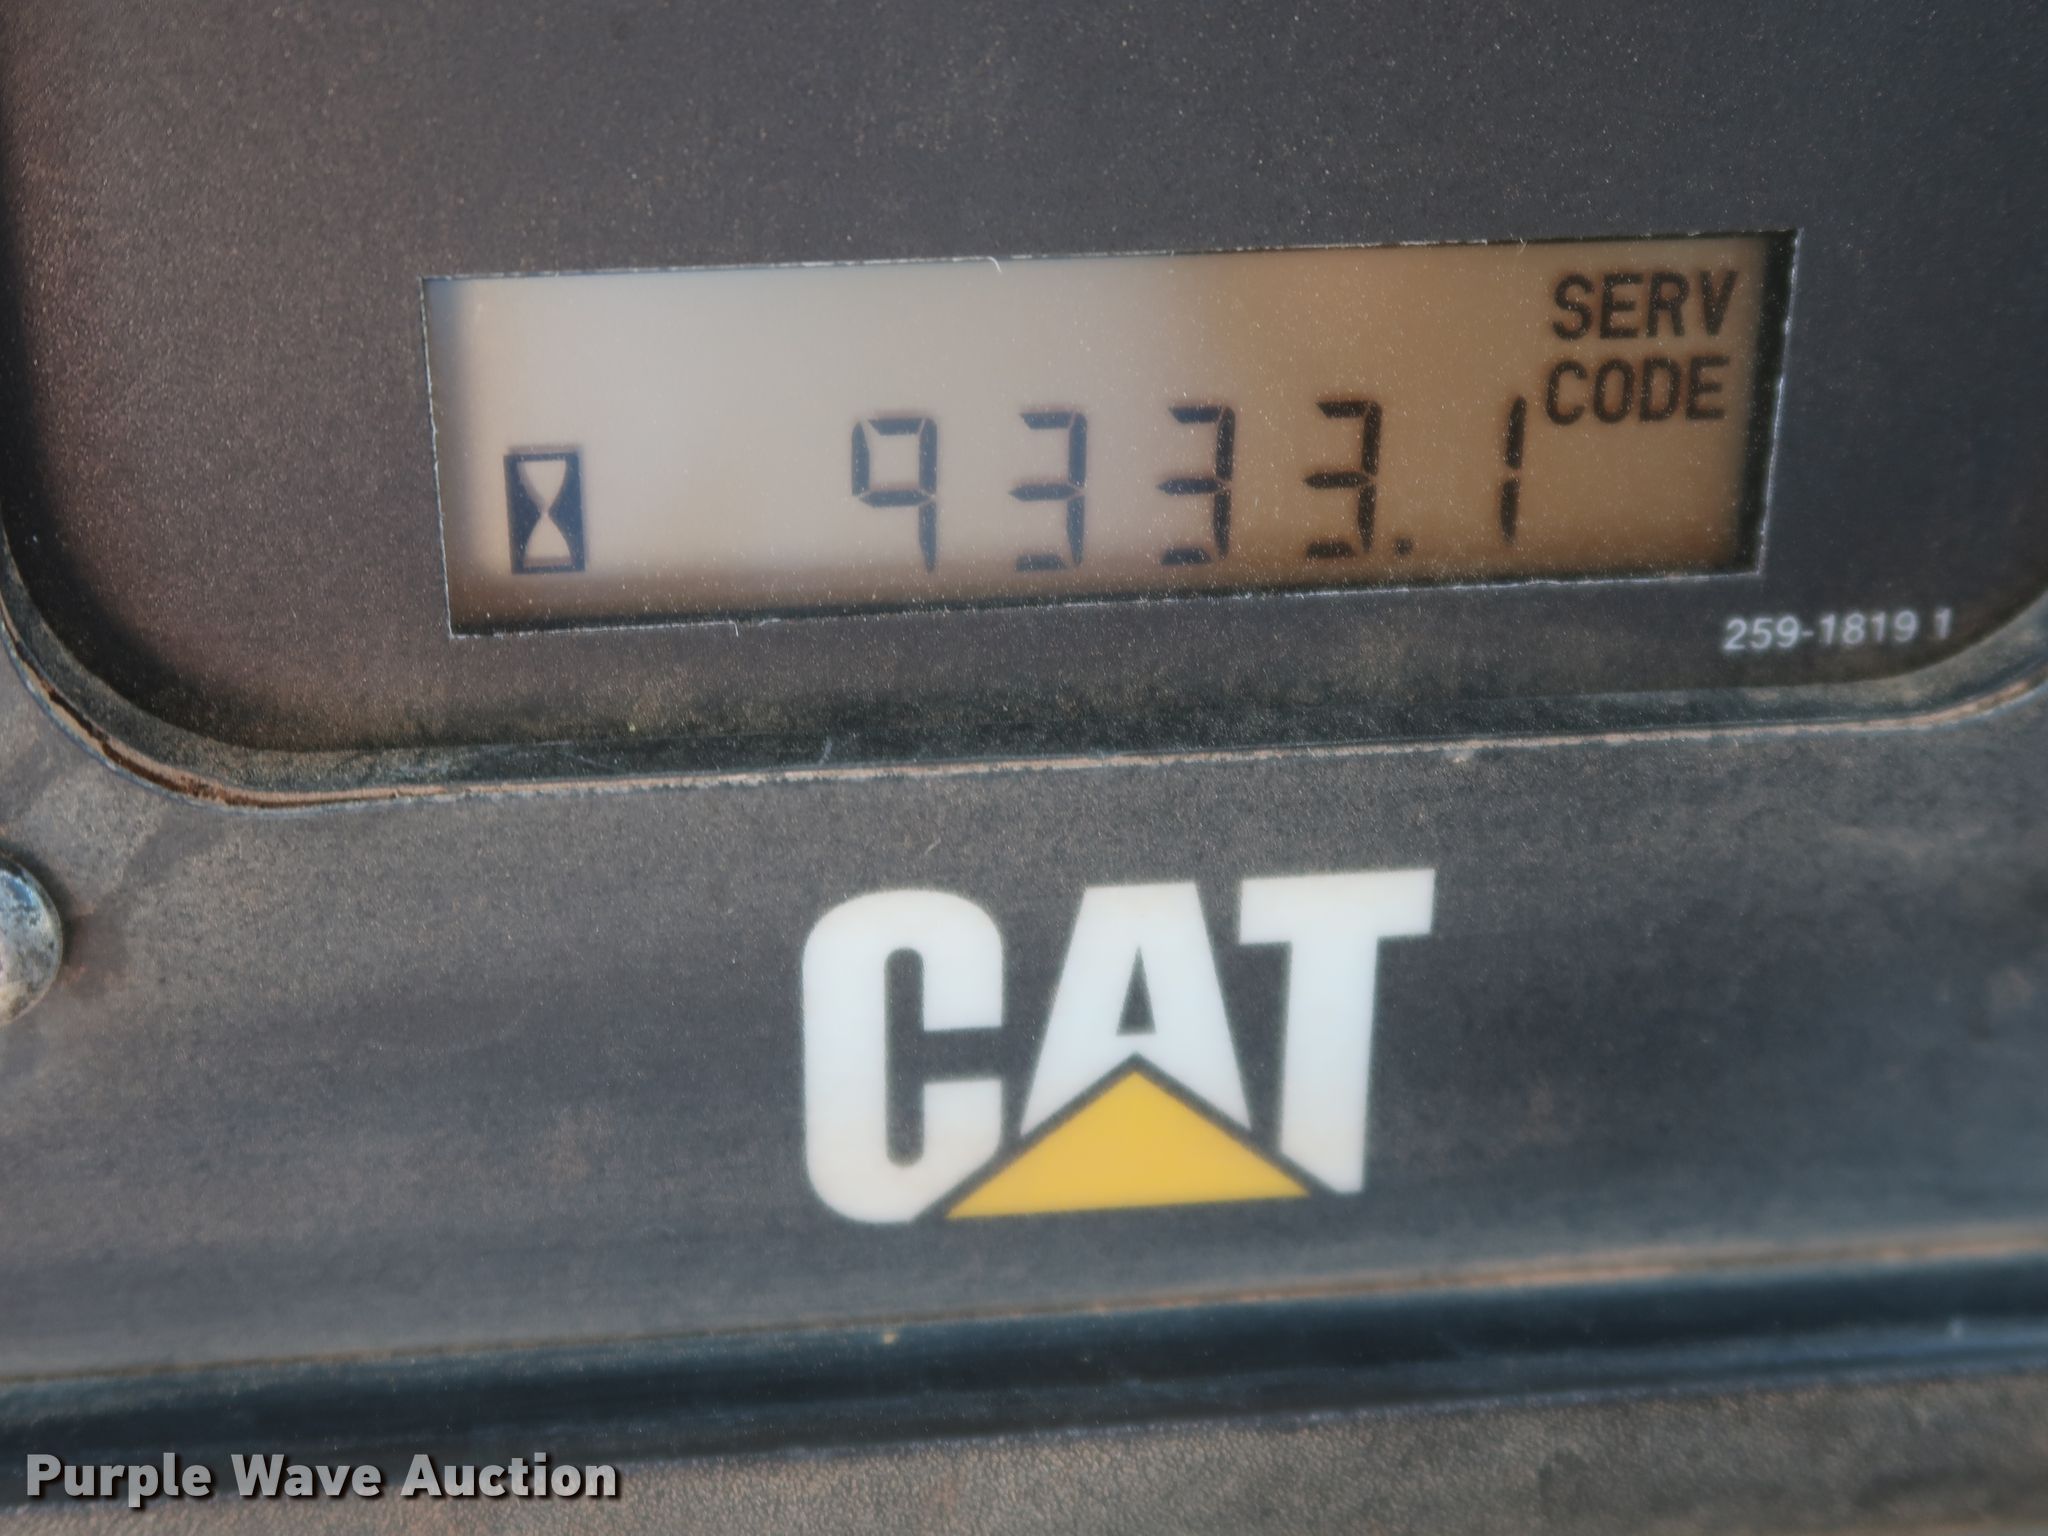 SERV
CODE
9333.1
259-1819 1
CAT
Purple Wave Auction